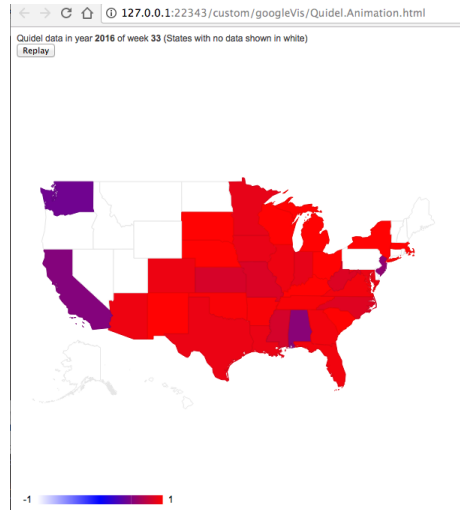 127.0.0.1:22343/custom/googleVis/Quidel.Animation.html
Quidel data in year 2016 of week 33 (States with no data shown in white)
Replay
-1 1